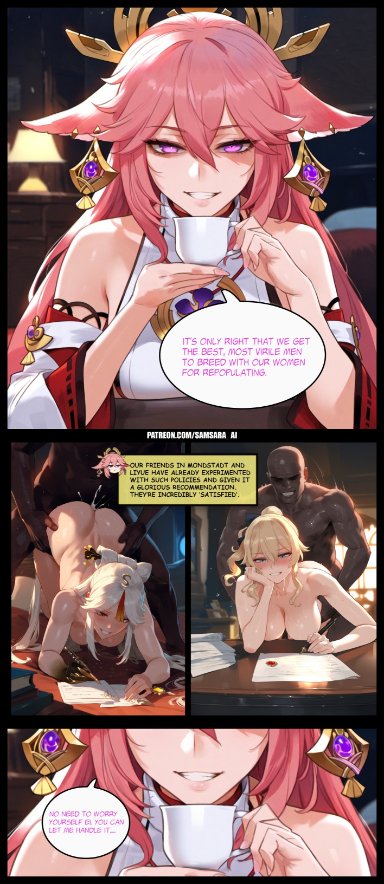 IT'S ONLY RIGHT THAT WE GET
THE BEST, MOST VIRILE MEN
TO BREED WITH OUR WOMEN
FOR REPOPULATING.
PATREON.COM/SAMSARA_AI
OUR FRIENDS IN MONDSTADT AND
LIYUE HAVE ALREADY EXPERIMENTED
WITH SUCH POLICIES AND GIVEN IT
A GLORIOUS RECOMMENDATION.
THEY'RE INCREDIBLY 'SATISFIED'.
NO NEED TO WORRY
YOURSELF EI. YOU CAN
LET ME HANDLE IT....